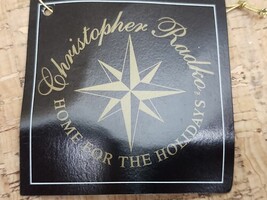 Christopher Radko
HOME FOR THE HOLIDAYS